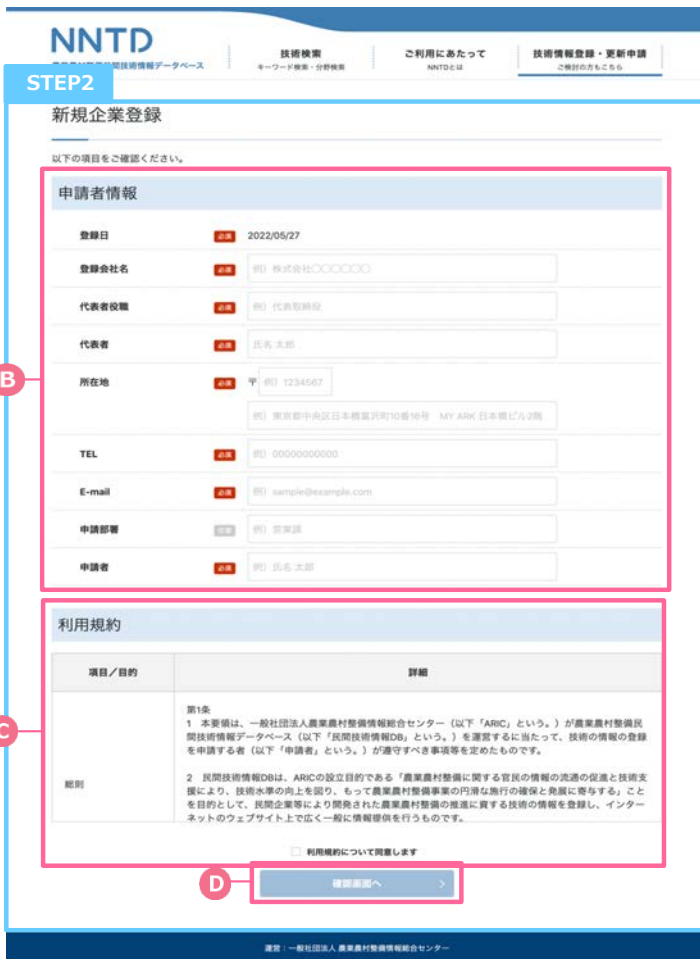 NNTD
間技術情報データベース
技術検索
キーワード検索・分野検索
ご利用にあたって
NNTDとは
技術情報登録・更新申請
ご検討の方もこちら
STEP2
新規企業登録
以下の項目をご確認ください。
申請者情報
登録日 必須 2022/05/27
登録会社名 必須 例）株式会社〇〇〇〇〇〇
代表者役職 必須 例）代表取締役
代表者 必須 氏名 太郎
B
所在地 必須 〒 例）1234567
例）東京都中央区日本橋富沢町10番16号 MY ARK 日本橋ビル2階
TEL 必須 例）00000000000
E-mail 必須 例）sample@example.com
申請部署 任意 例）営業課
申請者 必須 例）氏名 太郎
利用規約
項目／目的 詳細
C
総則
第1条
1 本要領は、一般社団法人農業農村整備情報総合センター（以下「ARIC」という。）が農業農村整備民
間技術情報データベース（以下「民間技術情報DB」という。）を運営するに当たって、技術の情報の登録
を申請する者（以下「申請者」という。）が遵守すべき事項等を定めたものです。
2 民間技術情報DBは、ARICの設立目的である「農業農村整備に関する官民の情報の流通の促進と技術支
援により、技術水準の向上を図り、もって農業農村整備事業の円滑な施行の確保と発展に寄与する」こと
を目的として、民間企業等により開発された農業農村整備の推進に資する技術の情報を登録し、インター
ネットのウェブサイト上で広く一般に情報提供を行うものです。
利用規約について同意します
D
確認画面へ
運営：一般社団法人 農業農村整備情報総合センター